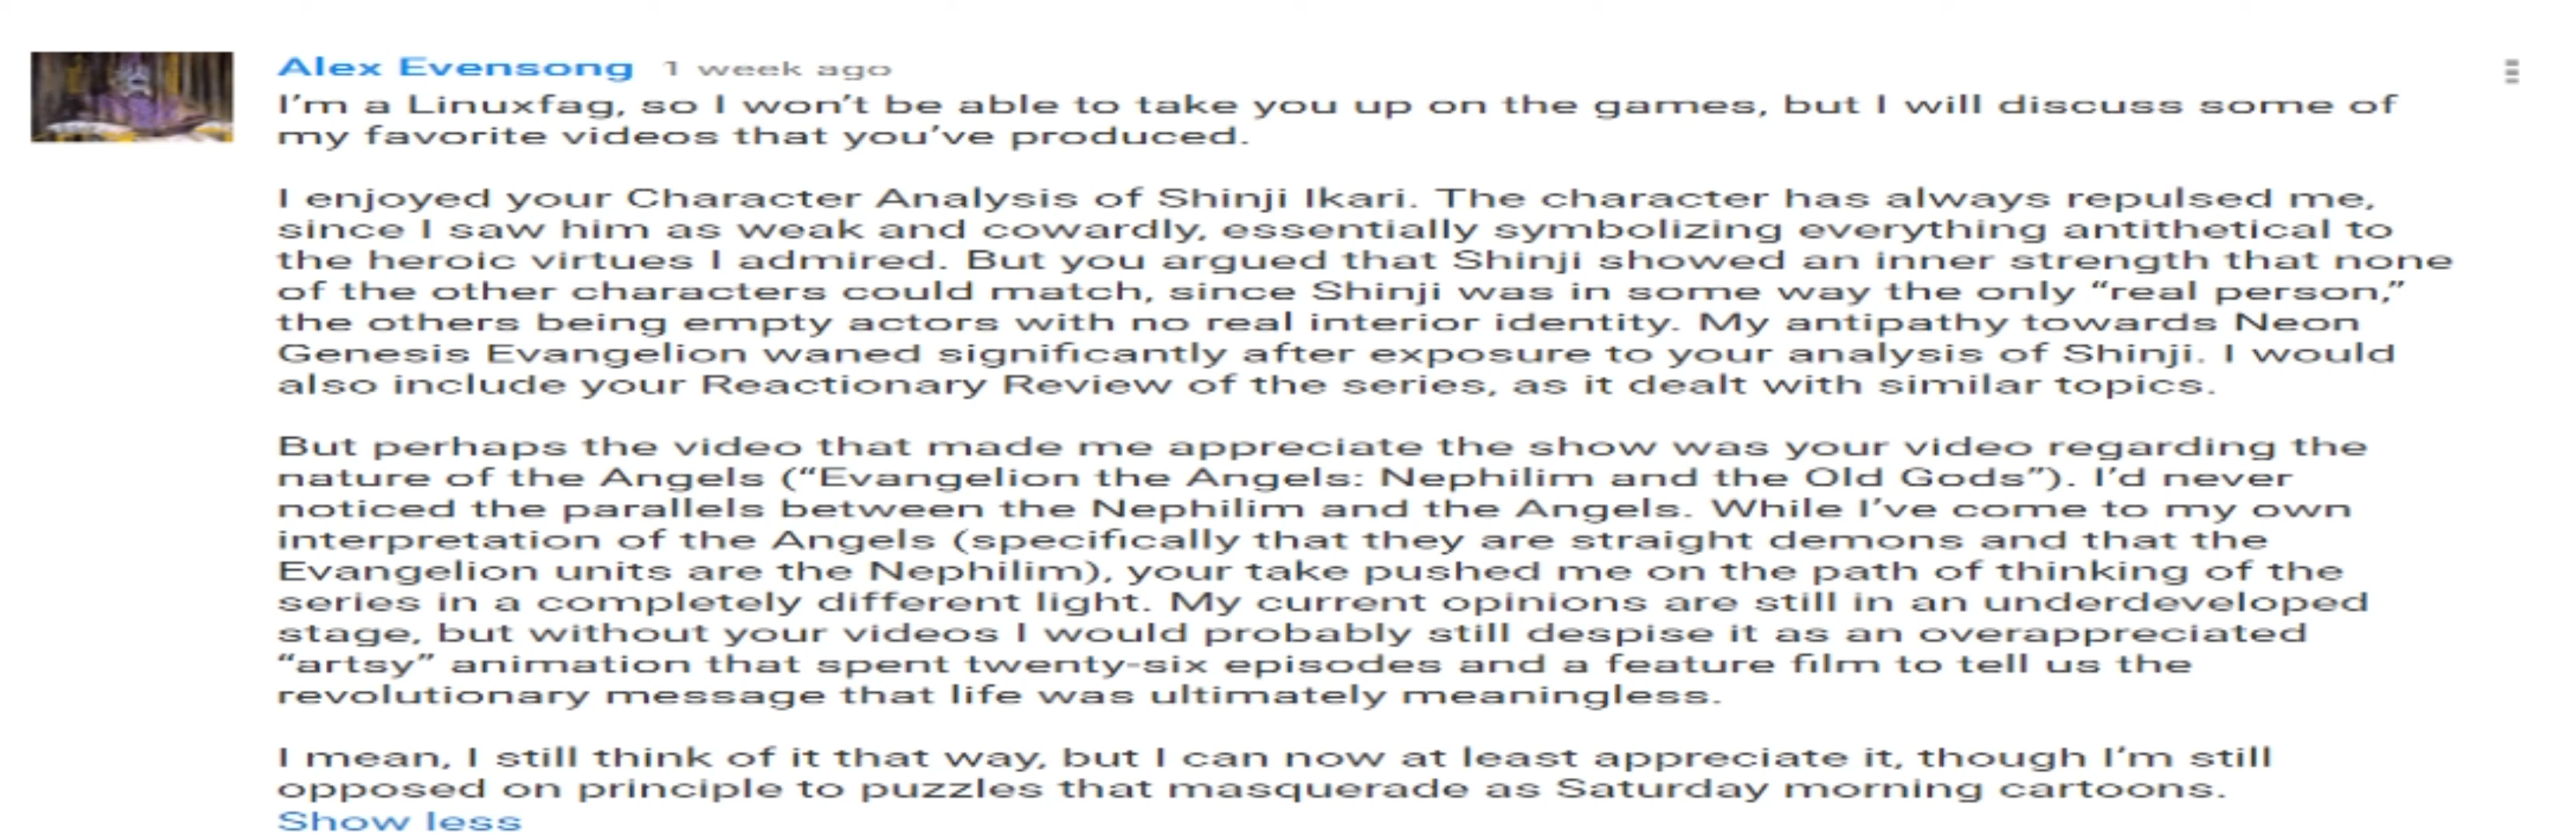 Alex Evensong 1 week ago
I'm a Linuxfag, so I won't be able to take you up on the games, but I will discuss some of
my favorite videos that you've produced.
I enjoyed your Character Analysis of Shinji Ikari. The character has always repulsed me,
since I saw him as weak and cowardly, essentially symbolizing everything antithetical to
the heroic virtues I admired. But you argued that Shinji showed an inner strength that none
of the other characters could match, since Shinji was in some way the only “real person,”
the others being empty actors with no real interior identity. My antipathy towards Neon
Genesis Evangelion waned significantly after exposure to your analysis of Shinji. I would
also include your Reactionary Review of the series, as it dealt with similar topics.
But perhaps the video that made me appreciate the show was your video regarding the
nature of the Angels (“Evangelion the Angels: Nephilim and the Old Gods”). I'd never
noticed the parallels between the Nephilim and the Angels. While I've come to my own
interpretation of the Angels (specifically that they are straight demons and that the
Evangelion units are the Nephilim), your take pushed me on the path of thinking of the
series in a completely different light. My current opinions are still in an underdeveloped
stage, but without your videos I would probably still despise it as an overappreciated
“artsy” animation that spent twenty-six episodes and a feature film to tell us the
revolutionary message that life was ultimately meaningless.
I mean, I still think of it that way, but I can now at least appreciate it, though I'm still
opposed on principle to puzzles that masquerade as Saturday morning cartoons.
Show less